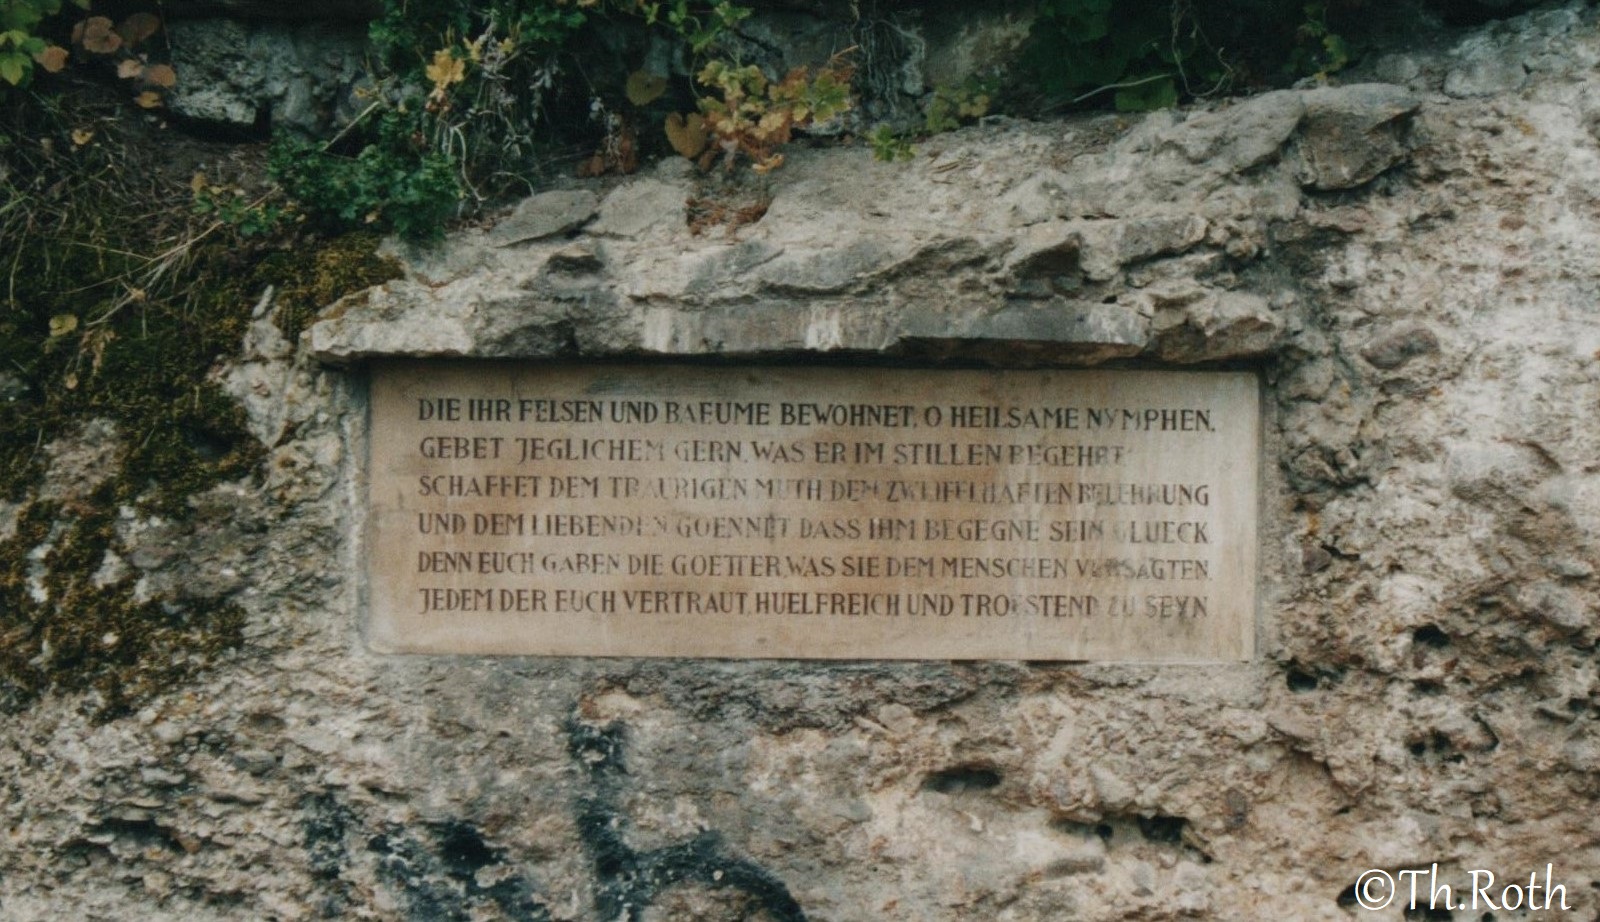 DIE IHR FELSEN UND BAEUME BEWOHNET, O HEILSAME NYMPHEN,
GEBET JEGLICHEM GERN, WAS ER IM STILLEN BEGEHRT
SCHAFFET DEM TRAURIGEN MUTH DEM ZWEIFELHAFTEN BELEHRUNG
UND DEM LIEBENDEN GOENNET DASS IHM BEGEGNE SEIN GLUECK
DENN EUCH GABEN DIE GOETTER, WAS SIE DEM MENSCHEN VERSAGTEN,
JEDEM DER EUCH VERTRAUT, HUELFREICH UND TROESTEND ZU SEYN
©Th.Roth